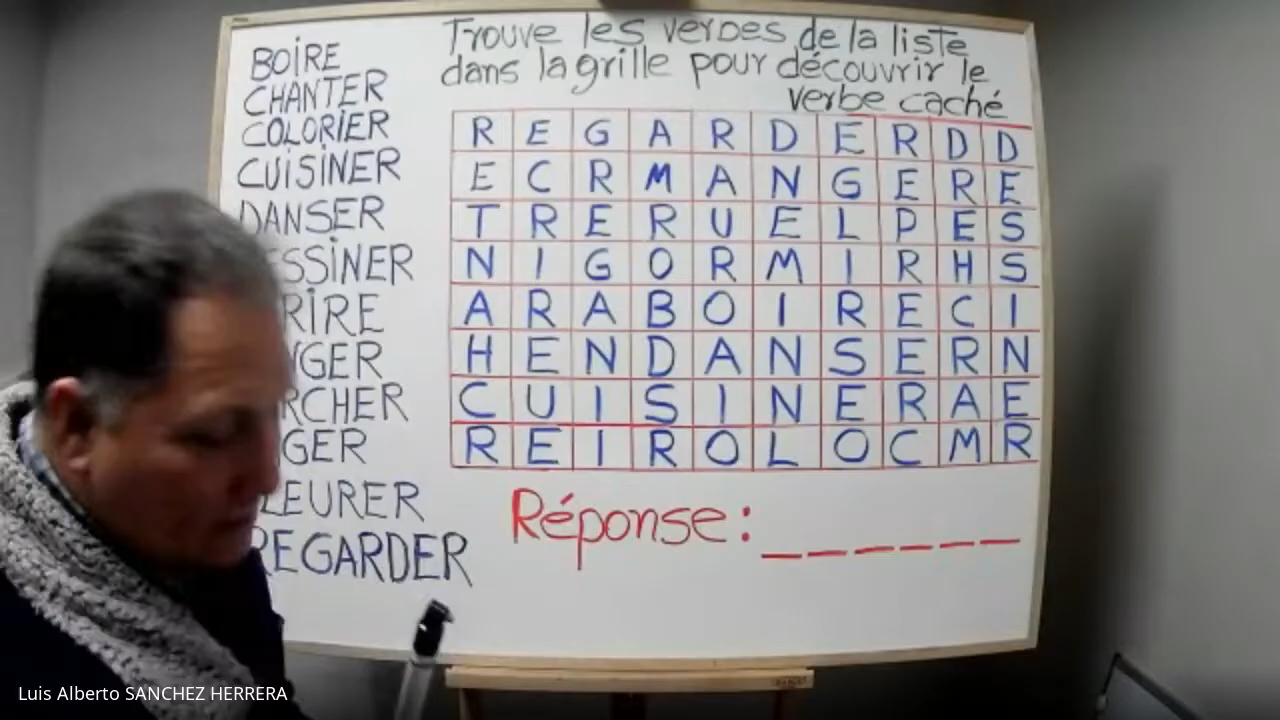 Trouve les verbes de la liste
dans la grille pour découvrir le
verbe caché
BOIRE
CHANTER
COLORIER
CUISINER
DANSER
SSINER
RIRE
GER
RCHER
GER
LEURER
REGARDER
R E G A R D E R D D
E C R M A N G E R E
T R E R U E L P E S
N I G O R M I R H S
A R A B O I R E C I
H E N D A N S E R N
C U I S I N E R A E
R E I R O L O C M R
Réponse: _ _ _ _ _ _
Luis Alberto SANCHEZ HERRERA